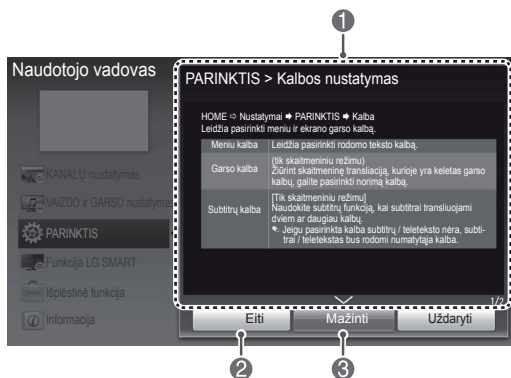 1
Naudotojo vadovas
KANALŲ nustatymas
VAIZDO ir GARSO nustatymas
PARINKTIS
Funkcija LG SMART
Išplėstinė funkcija
Informacija
PARINKTIS > Kalbos nustatymas
HOME ⇨ Nustatymai ➡ PARINKTIS ➡ Kalba
Leidžia pasirinkti meniu ir ekrano garso kalbą.
Meniu kalba Leidžia pasirinkti rodomo teksto kalbą.
Garso kalba (tik skaitmeniniu režimu)
Žiūrint skaitmeninę transliaciją, kurioje yra keletas garso
kalbų, galite pasirinkti norimą kalbą.
Subtitrų kalba [Tik skaitmeniniu režimu]
Naudokite subtitrų funkciją, kai subtitrai transliuojami
dviem ar daugiau kalbų.
✎ Jeigu pasirinkta kalba subtitrų / teleteksto nėra, subti-
trai / teletekstas bus rodomi numatytąja kalba.
1/2
Eiti
Mažinti
Uždaryti
2
3